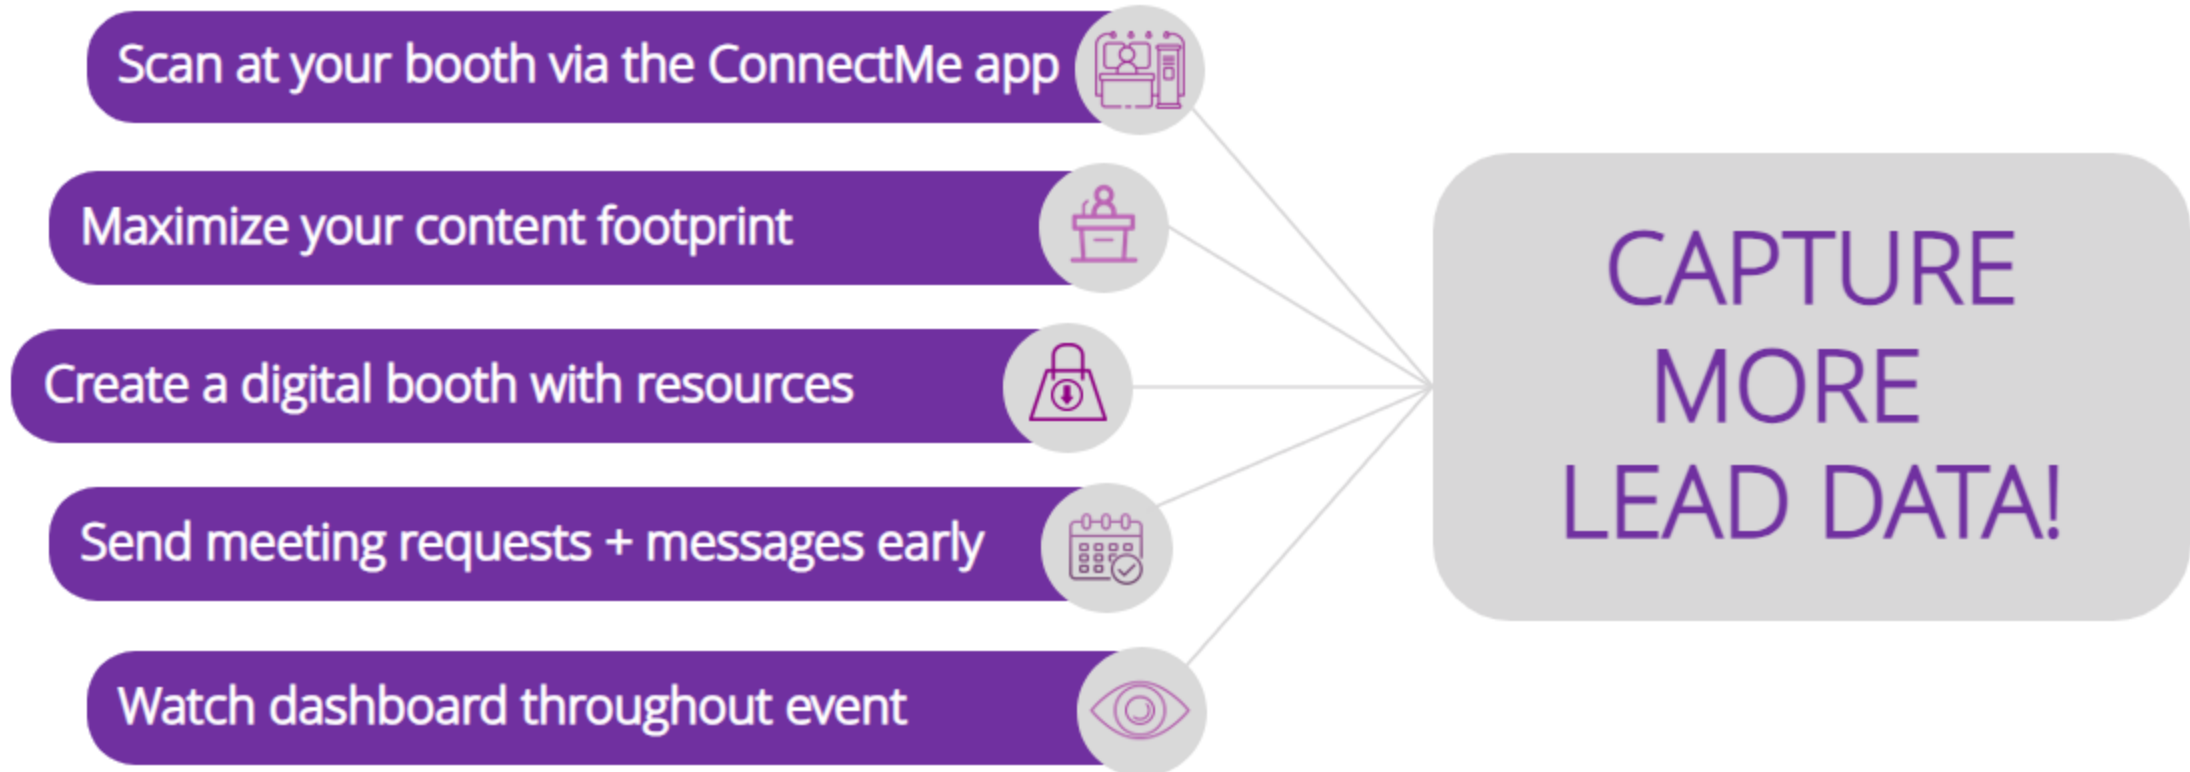 Scan at your booth via the ConnectMe app
Maximize your content footprint
Create a digital booth with resources
Send meeting requests + messages early
Watch dashboard throughout event
CAPTURE
MORE
LEAD DATA!